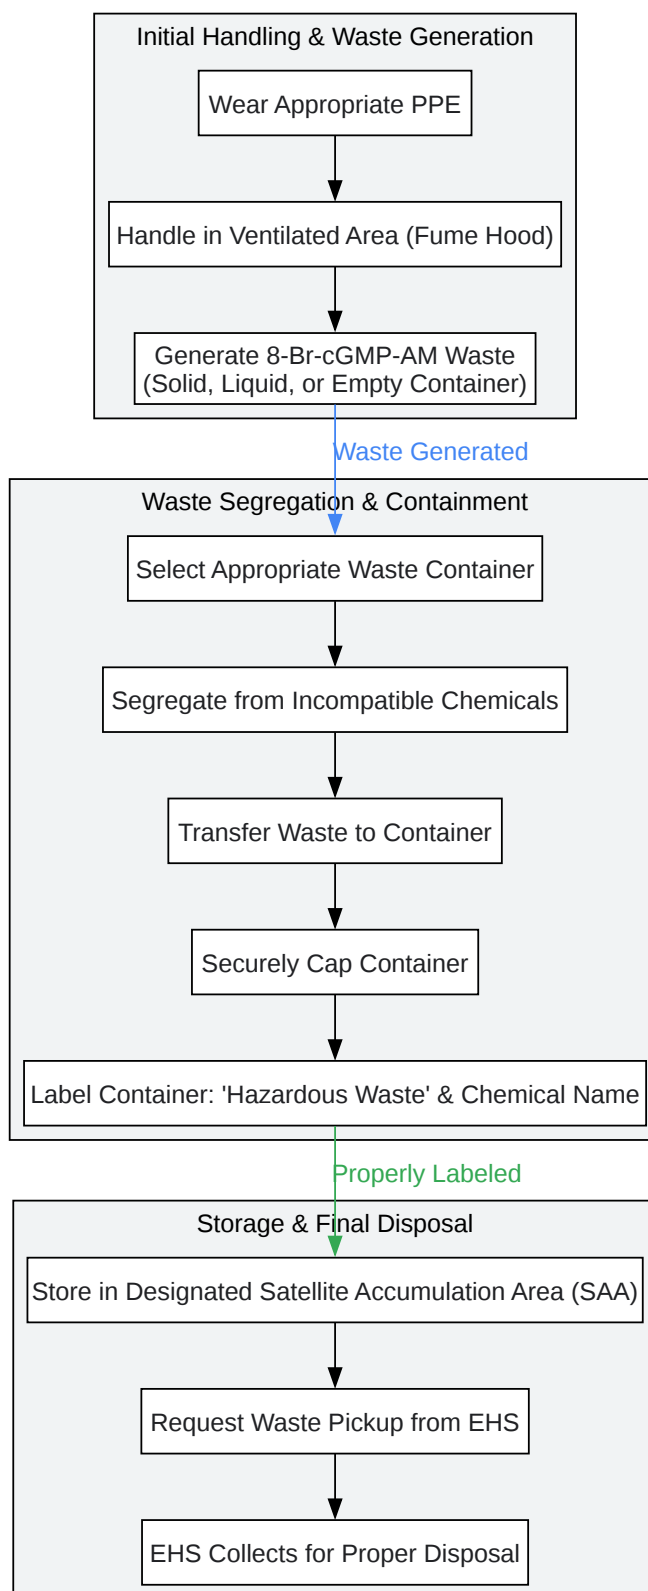 Initial Handling & Waste Generation
Wear Appropriate PPE
Handle in Ventilated Area (Fume Hood)
Generate 8-Br-cGMP-AM Waste
(Solid, Liquid, or Empty Container)
Waste Generated
Waste Segregation & Containment
Select Appropriate Waste Container
Segregate from Incompatible Chemicals
Transfer Waste to Container
Securely Cap Container
Label Container: 'Hazardous Waste' & Chemical Name
Properly Labeled
Storage & Final Disposal
Store in Designated Satellite Accumulation Area (SAA)
Request Waste Pickup from EHS
EHS Collects for Proper Disposal